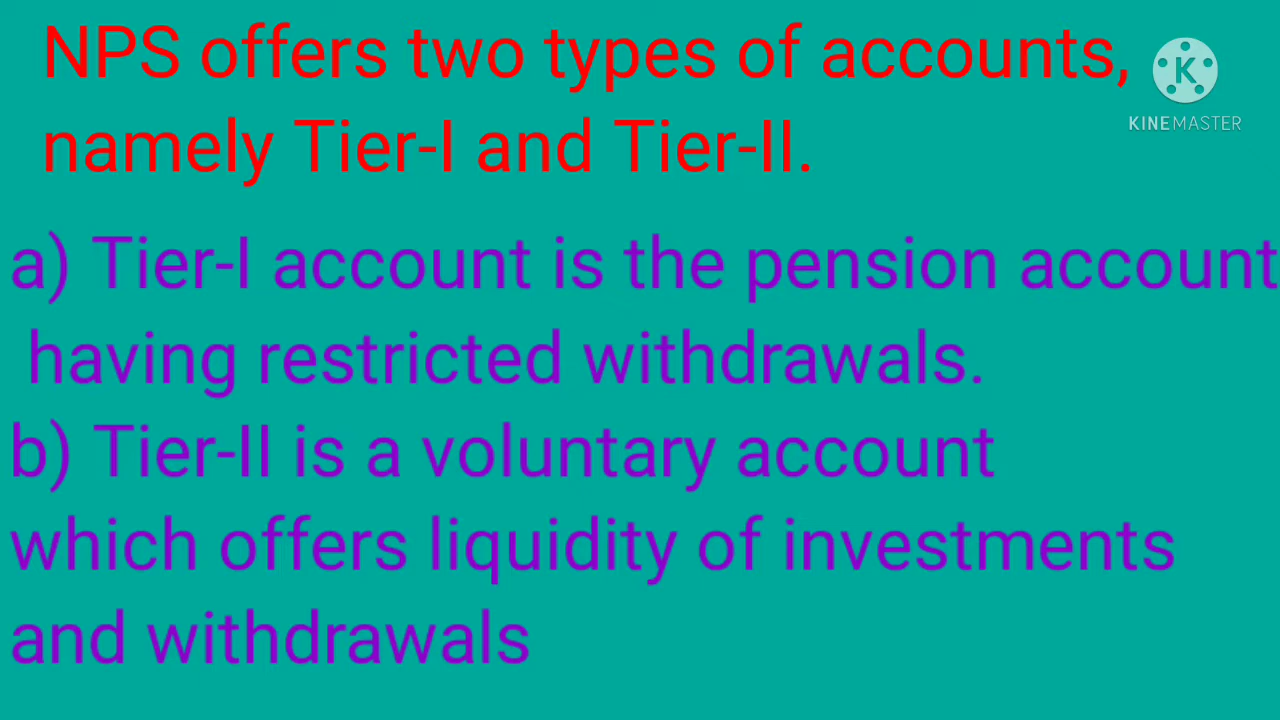 NPS offers two types of accounts,
namely Tier-I and Tier-II.
K
KINEMASTER
a) Tier-I account is the pension account
having restricted withdrawals.
b) Tier-II is a voluntary account
which offers liquidity of investments
and withdrawals